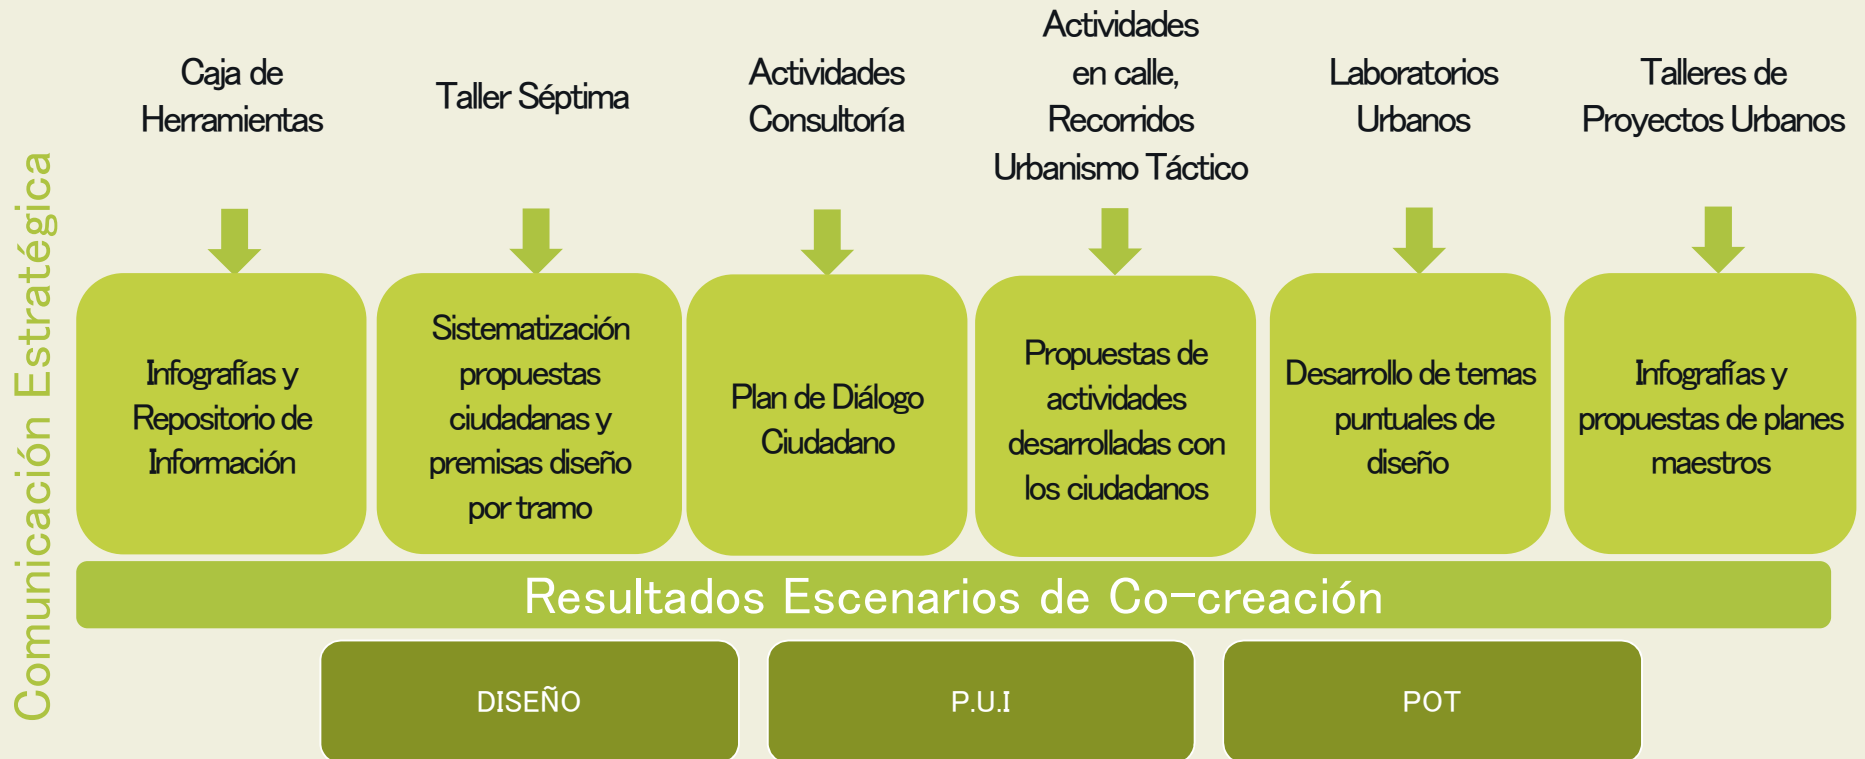 Comunicación Estratégica
Caja de
Herramientas
Taller Séptima
Actividades
Consultoría
Actividades
en calle,
Recorridos
Urbanismo Táctico
Laboratorios
Urbanos
Talleres de
Proyectos Urbanos
Infografías y
Repositorio de
Información
Sistematización
propuestas
ciudadanas y
premisas diseño
por tramo
Plan de Diálogo
Ciudadano
Propuestas de
actividades
desarrolladas con
los ciudadanos
Desarrollo de temas
puntuales de
diseño
Infografías y
propuestas de planes
maestros
Resultados Escenarios de Co-creación
DISEÑO
P.U.I
POT